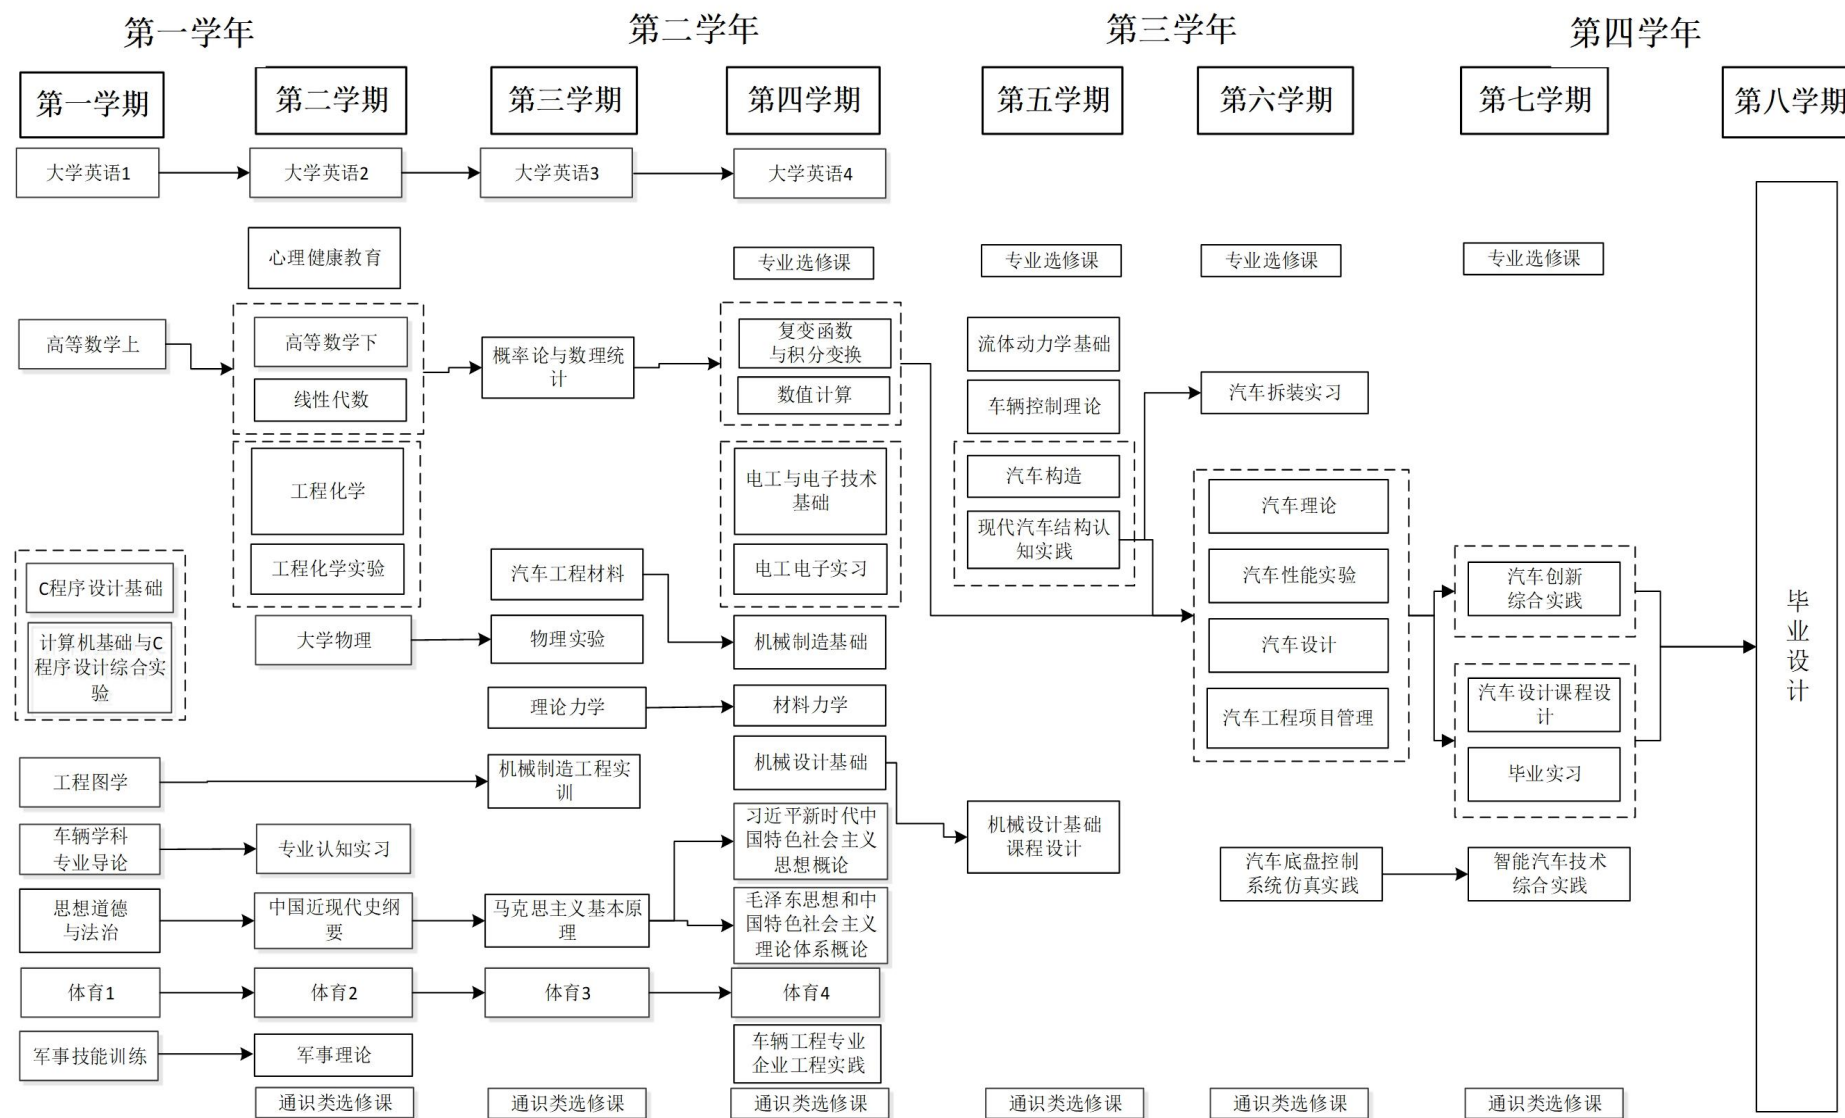 第一学年
第二学年
第三学年
第四学年
第一学期
第二学期
第三学期
第四学期
第五学期
第六学期
第七学期
第八学期
大学英语1
大学英语2
大学英语3
大学英语4
心理健康教育
专业选修课
专业选修课
专业选修课
专业选修课
高等数学上
高等数学下
线性代数
概率论与数理统
计
复变函数
与积分变换
数值计算
流体动力学基础
车辆控制理论
汽车拆装实习
工程化学
工程化学实验
电工与电子技术
基础
电工电子实习
汽车构造
现代汽车结构认
知实践
汽车理论
汽车性能实验
汽车设计
汽车工程项目管理
C程序设计基础
计算机基础与C
程序设计综合实
验
汽车工程材料
大学物理
物理实验
机械制造基础
汽车创新
综合实践
汽车设计课程设
计
毕业实习
毕
业
设
计
理论力学
材料力学
工程图学
机械制造工程实
训
机械设计基础
机械设计基础
课程设计
车辆学科
专业导论
专业认知实习
习近平新时代中
国特色社会主义
思想概论
汽车底盘控制
系统仿真实践
智能汽车技术
综合实践
思想道德
与法治
中国近现代史纲
要
马克思主义基本原
理
毛泽东思想和中
国特色社会主义
理论体系概论
体育1
体育2
体育3
体育4
军事技能训练
军事理论
车辆工程专业
企业工程实践
通识类选修课
通识类选修课
通识类选修课
通识类选修课
通识类选修课
通识类选修课